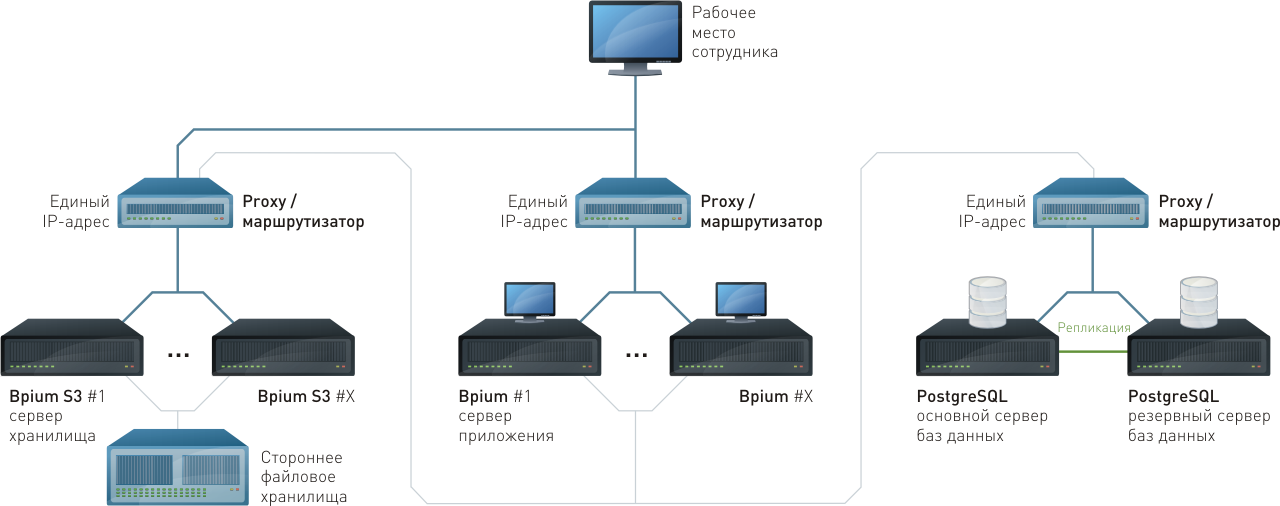 Рабочее
место
сотрудника
Единый
IP-адрес
Proxy /
маршрутизатор
Единый
IP-адрес
Proxy /
маршрутизатор
Единый
IP-адрес
Proxy /
маршрутизатор
...
...
Репликация
Bpium S3 #1
сервер
хранилища
Bpium S3 #X
Bpium #1
сервер
приложения
Bpium #X
PostgreSQL
основной сервер
баз данных
PostgreSQL
резервный сервер
баз данных
Стороннее
файловое
хранилища